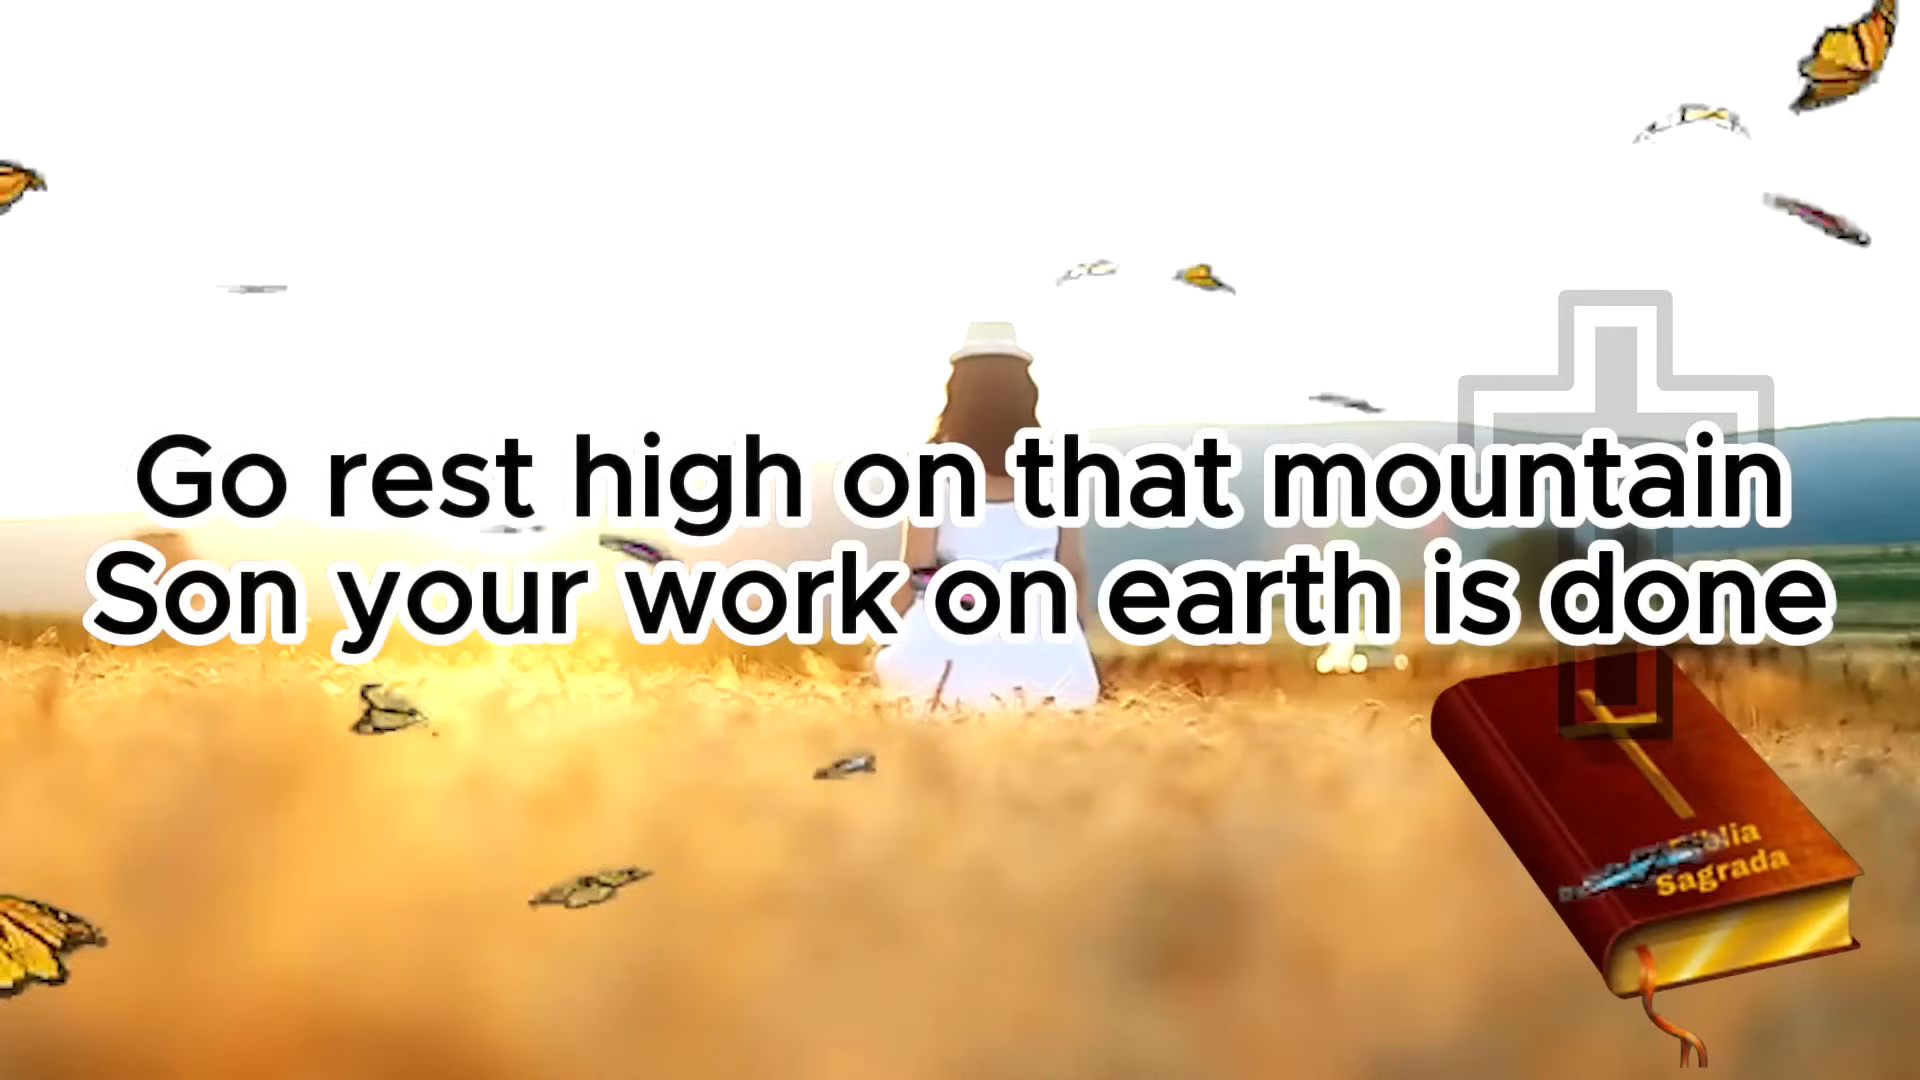 Go rest high on that mountain
Son your work on earth is done
Sagrada